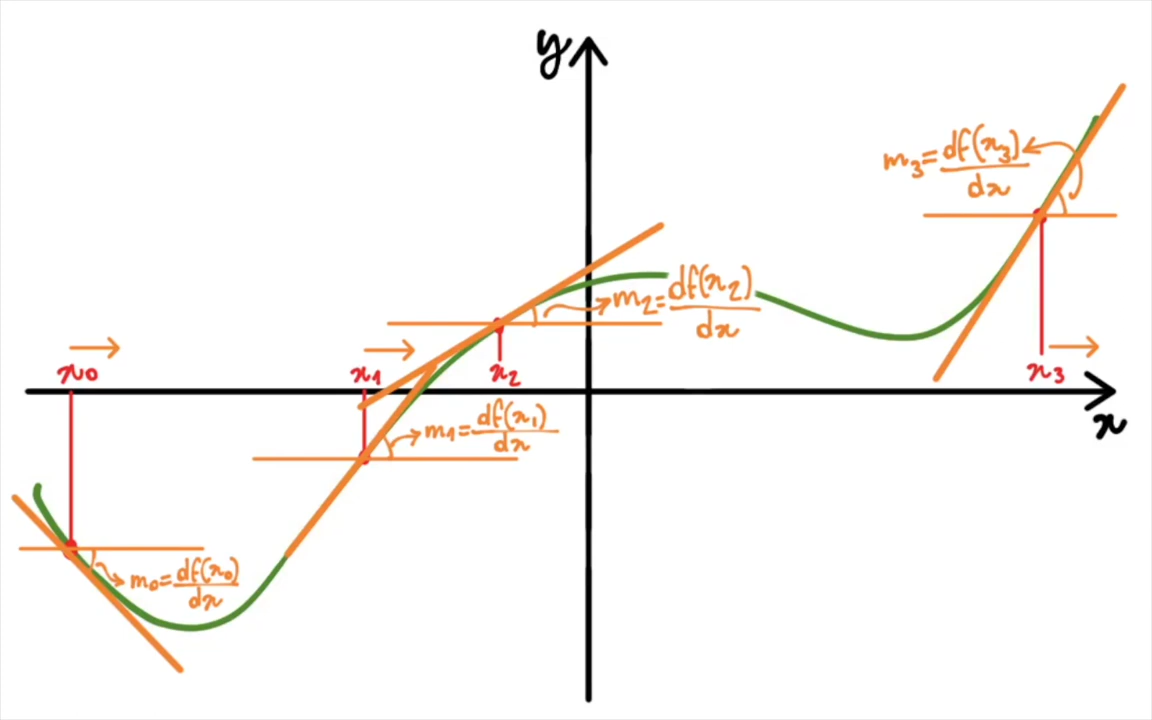 y
m₃=df(x₃)/dx
m₂=df(x₂)/dx
x₀
x₁
x₂
x₃
x
m₁=df(x₁)/dx
m₀=df(x₀)/dx